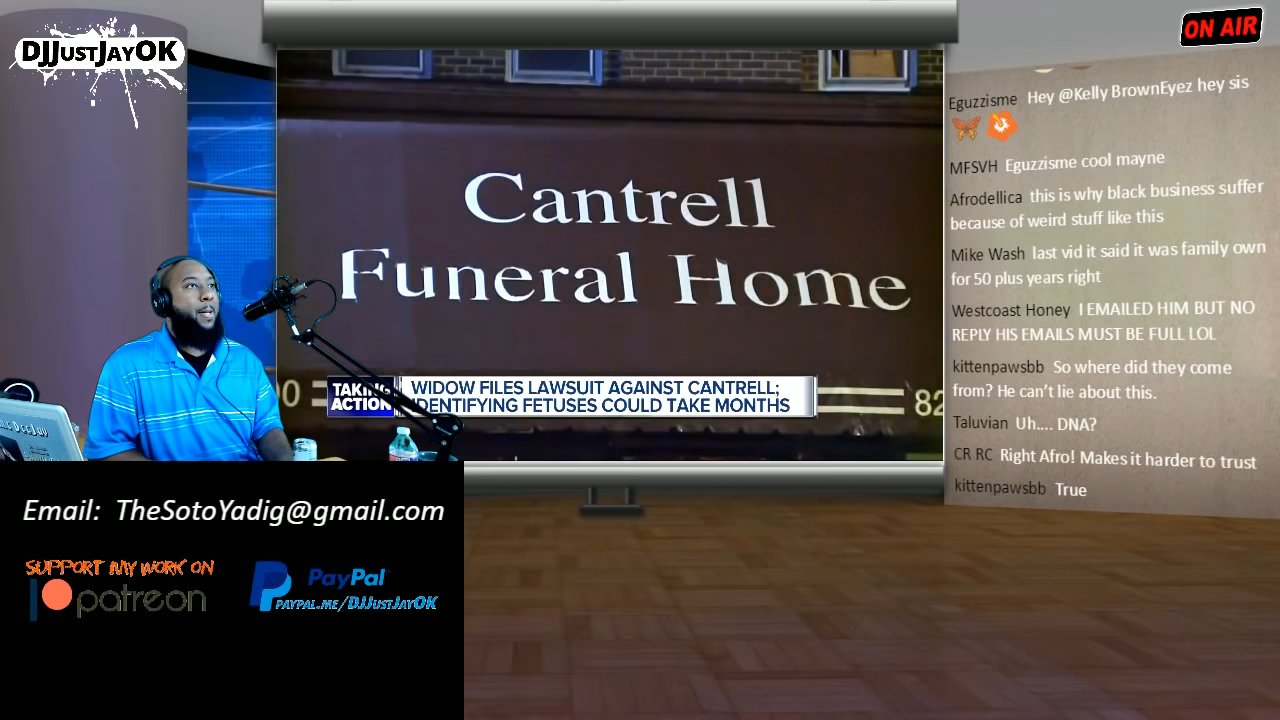 DJJustJayOK
ON AIR
Cantrell
Funeral Home
TAKING
ACTION
WIDOW FILES LAWSUIT AGAINST CANTRELL;
IDENTIFYING FETUSES COULD TAKE MONTHS
82
Eguzzisme Hey @Kelly BrownEyez hey sis
MFSVH Eguzzisme cool mayne
Afrodellica this is why black business suffer
because of weird stuff like this
Mike Wash last vid it said it was family own
for 50 plus years right
Westcoast Honey I EMAILED HIM BUT NO
REPLY HIS EMAILS MUST BE FULL LOL
kittenpawsbb So where did they come
from? He can't lie about this.
Taluvian Uh.... DNA?
CR RC Right Afro! Makes it harder to trust
kittenpawsbb True
DeeJay
Email: TheSotoYadig@gmail.com
SUPPORT MY WORK ON
patreon
PayPal
PAYPAL.ME/DJJUSTJAYOK